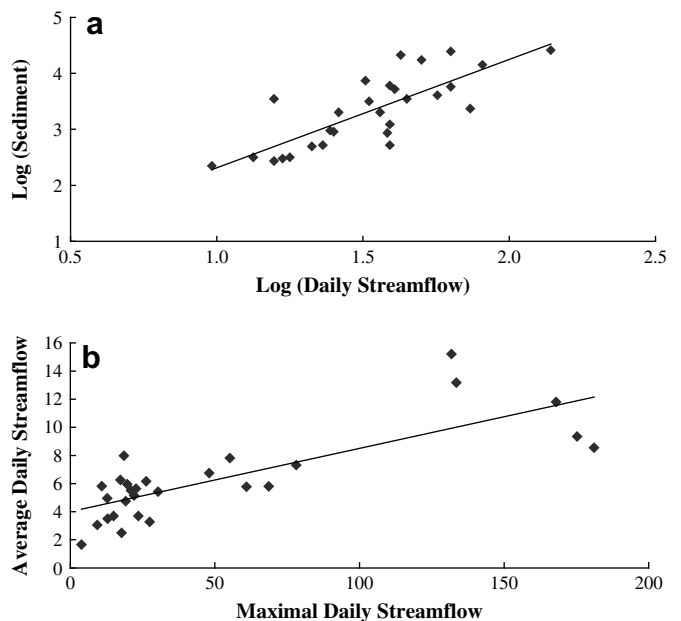 a
5
4
3
2
1
Log (Sediment)
0.5 1.0 1.5 2.0 2.5
Log (Daily Streamflow)
b
16
14
12
10
8
6
4
2
0
Average Daily Streamflow
0 50 100 150 200
Maximal Daily Streamflow